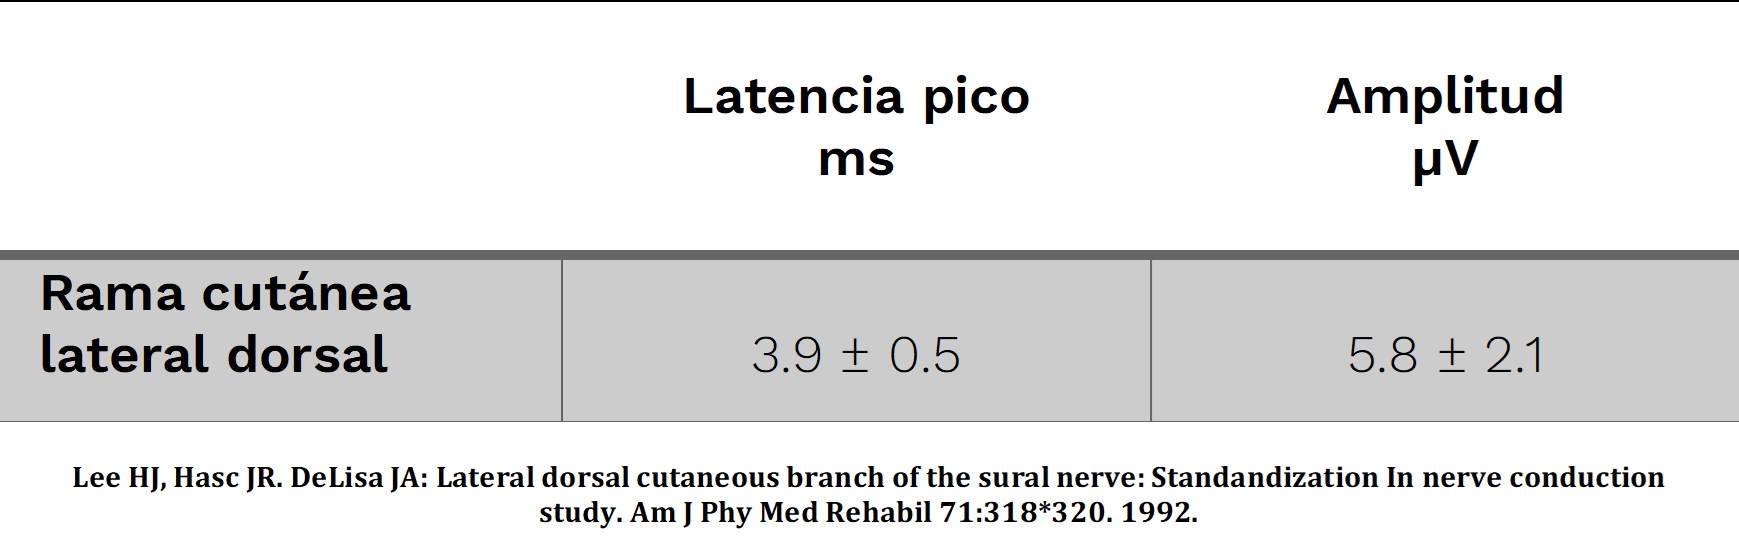 Latencia pico
ms
Amplitud
µV
Rama cutánea
lateral dorsal
3.9 ± 0.5
5.8 ± 2.1
Lee HJ, Hasc JR. DeLisa JA: Lateral dorsal cutaneous branch of the sural nerve: Standandization In nerve conduction
study. Am J Phy Med Rehabil 71:318*320. 1992.